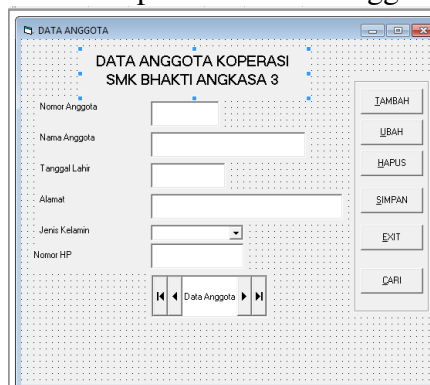 DATA ANGGOTA
DATA ANGGOTA KOPERASI
SMK BHAKTI ANGKASA 3
Nomor Anggota
Nama Anggota
Tanggal Lahir
Alamat
Jenis Kelamin
Nomor HP
Data Anggota
TAMBAH
UBAH
HAPUS
SIMPAN
EXIT
CARI